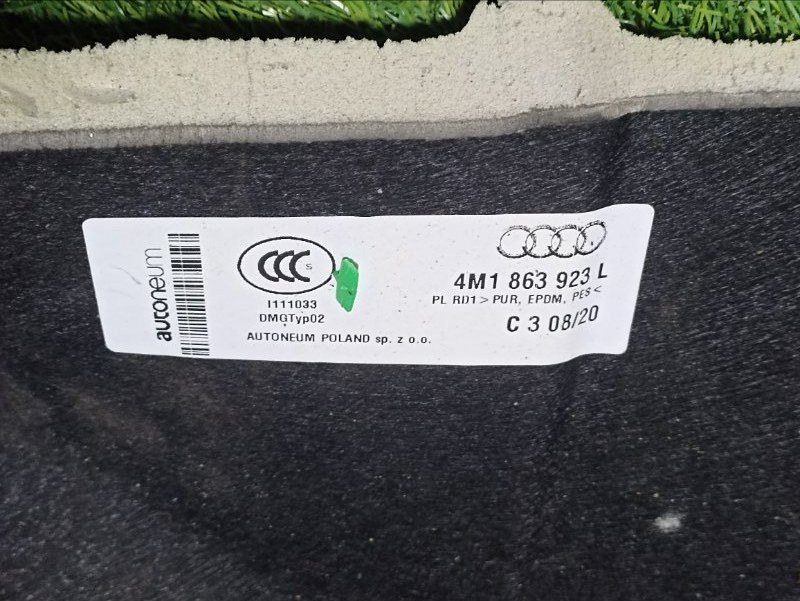 autoneum
CCC S
I111033
DMGTyp02
AUTONEUM POLAND sp. z o.o.
4M1 863 923 L
PL RD1 > PUR, EPDM, PES <
C 3 08/20